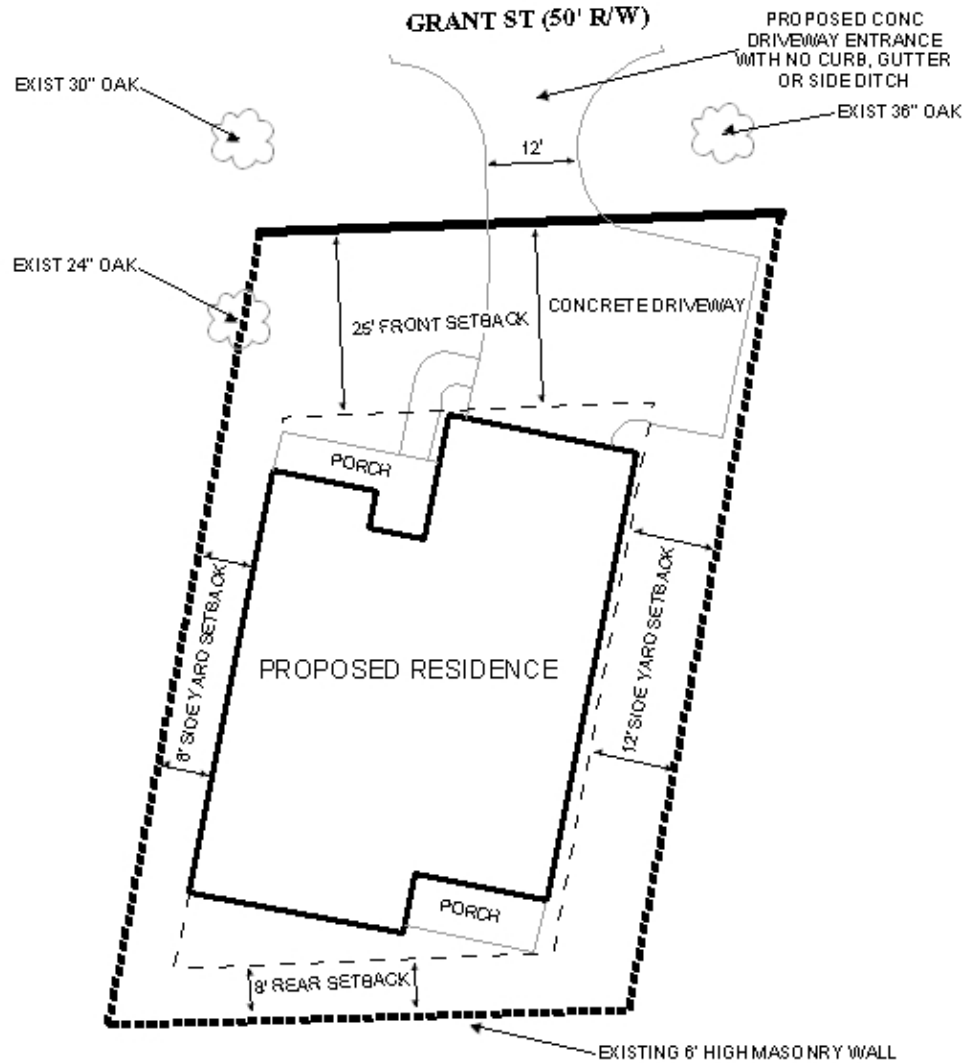 GRANT ST (50' R/W)
PROPOSED CONC
DRIVEWAY ENTRANCE
WITH NO CURB, GUTTER
OR SIDE DITCH
EXIST 30" OAK
EXIST 36" OAK
12'
EXIST 24" OAK
25' FRONT SETBACK
CONCRETE DRIVEWAY
PORCH
SIDE YARD SETBACK
12' SIDE YARD SETBACK
PROPOSED RESIDENCE
PORCH
8' REAR SETBACK
EXISTING 6' HIGH MASONRY WALL